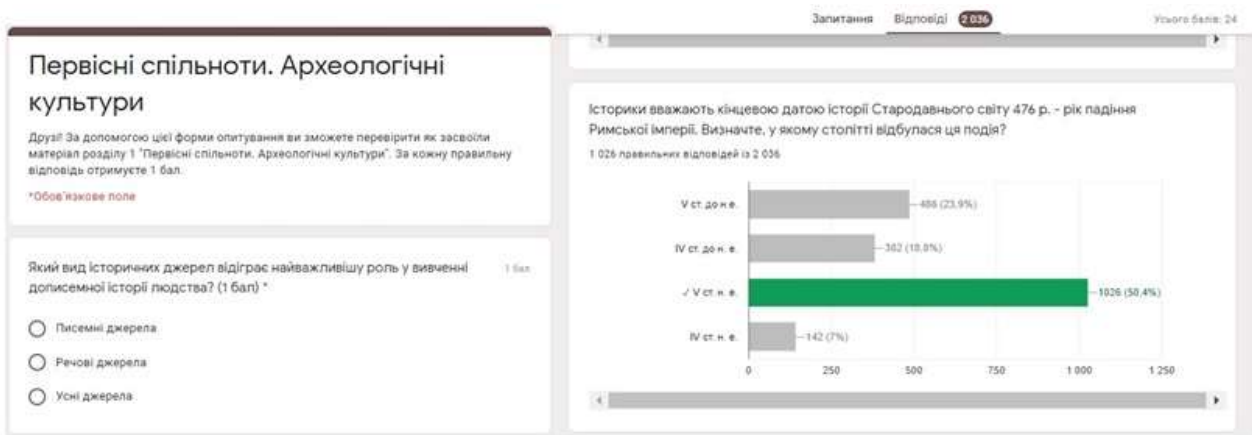 Запитання Відповіді 2 036
Усього балів: 24
Первісні спільноти. Археологічні
культури
Друзі! За допомогою цієї форми опитування ви зможете перевірити як засвоїли
матеріал розділу 1 "Первісні спільноти. Археологічні культури". За кожну правильну
відповідь отримуєте 1 бал.
*Обов'язкове поле
Який вид історичних джерел відіграє найважливішу роль у вивченні
дописемної історії людства? (1 бал) *
1 бал
Писемні джерела
Речові джерела
Усні джерела
Історики вважають кінцевою датою історії Стародавнього світу 476 р. - рік падіння
Римської імперії. Визначте, у якому столітті відбулася ця подія?
1 026 правильних відповідей із 2 036
V ст. до н.е. 486 (23,9%)
IV ст. до н. е. 382 (18,8%)
✓ V ст. н. е. 1026 (50,4%)
IV ст. н. е. 142 (7%)
0 250 500 750 1 000 1 250